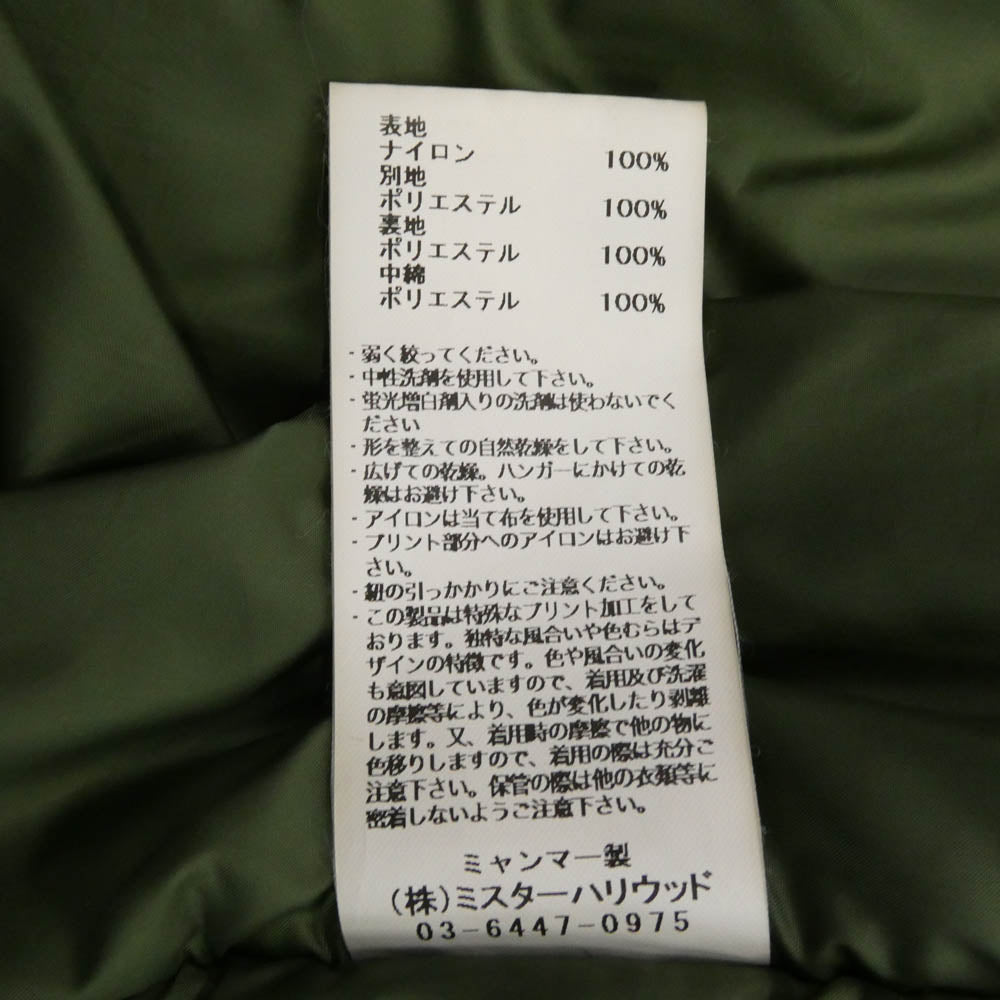 表地
ナイロン 100%
別地
ポリエステル 100%
裏地
ポリエステル 100%
中綿
ポリエステル 100%
・弱く絞ってください。
・中性洗剤を使用して下さい。
・蛍光増白剤入りの洗剤は使わないでく
ださい
・形を整えての自然乾燥をして下さい。
・広げての乾燥。ハンガーにかけての乾
燥はお避け下さい。
・アイロンは当て布を使用して下さい。
・プリント部分へのアイロンはお避け下
さい。
・紐の引っかかりにご注意ください。
・この製品は特殊なプリント加工をして
おります。独特な風合いや色むらはデ
ザインの特徴です。色や風合いの変化
も意図していますので、着用及び洗濯
の摩擦等により、色が変化したり剥離
します。又、着用時の摩擦で他の物に
色移りしますので、着用の際は充分ご
注意下さい。保管の際は他の衣類等に
密着しないようご注意下さい。
ミャンマー製
(株)ミスターハリウッド
03-6447-0975